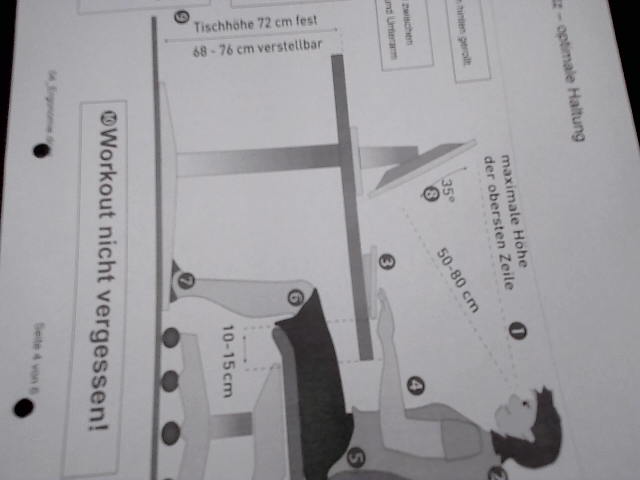 z – optimale Haltung
n hinten gerollt.
zwischen
und Unterarm
maximale Höhe
der obersten Zeile
1
2
50-80 cm
35°
8
3
4
5
6
7
10-15 cm
9
Tischhöhe 72 cm fest
68 - 76 cm verstellbar
10 Workout nicht vergessen!
Seite 4 von 6